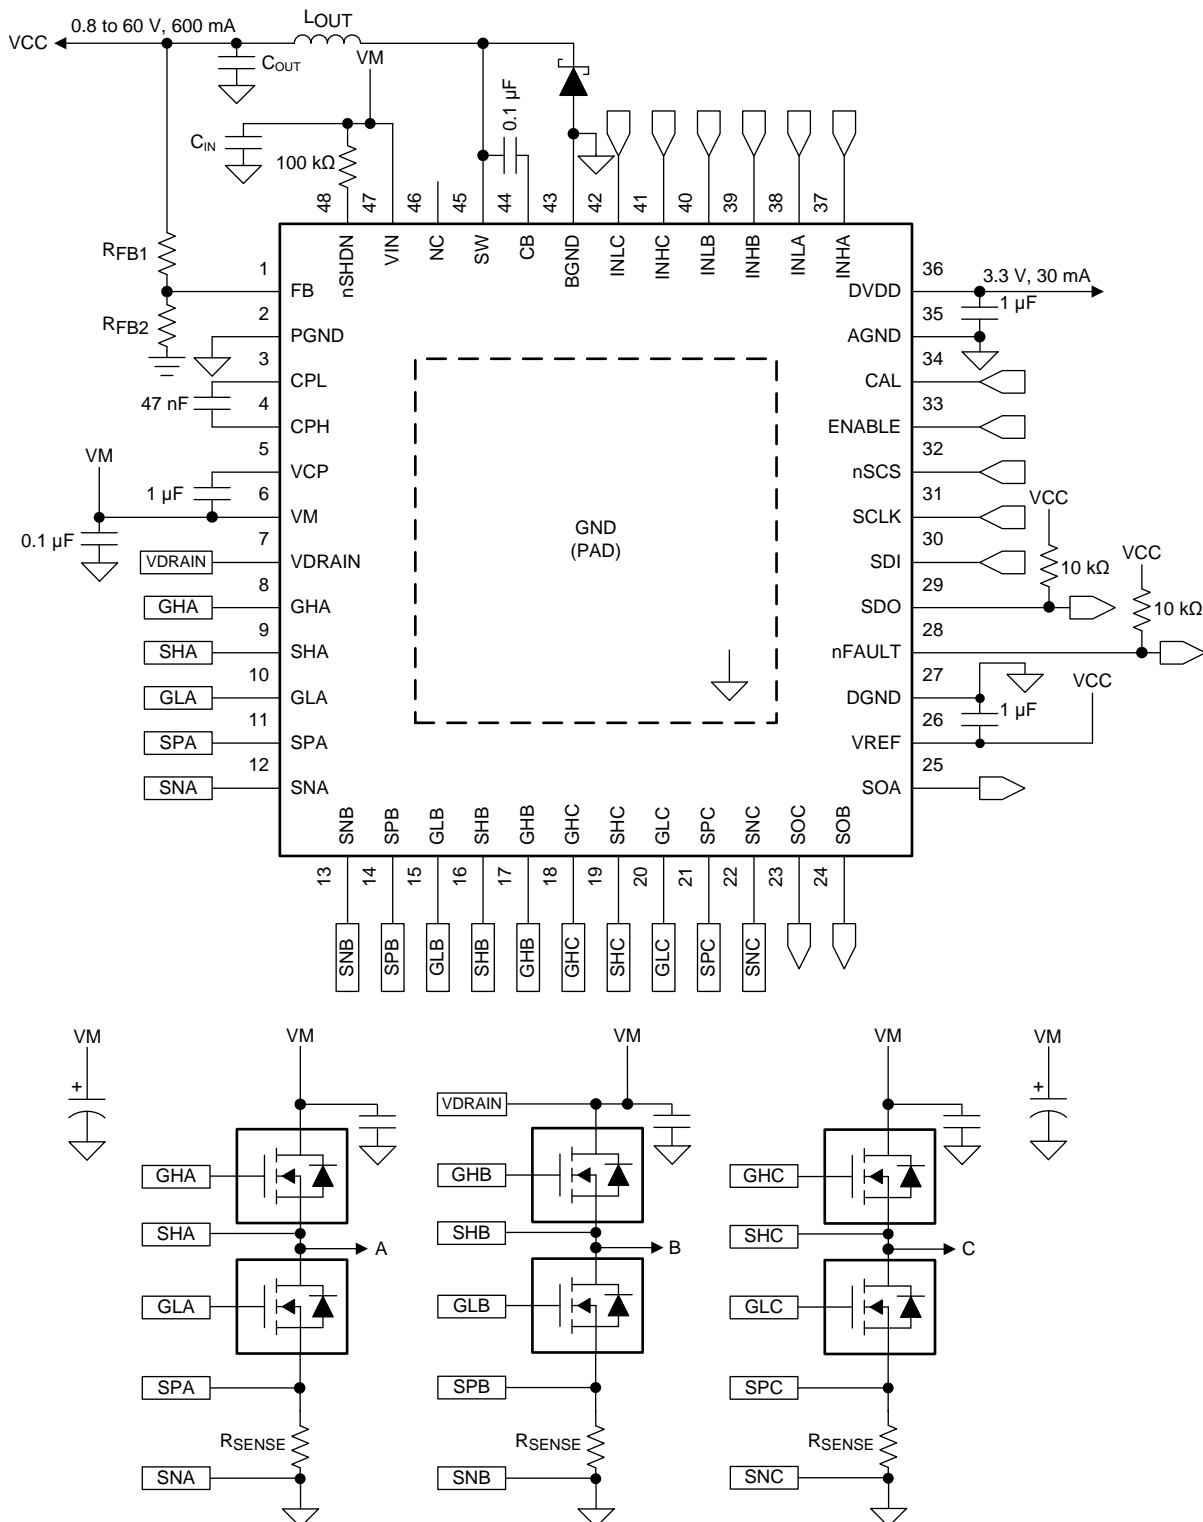 0.8 to 60 V, 600 mA
LOUT
VCC
VM
COUT
0.1 µF
CIN
100 kΩ
48
47
46
45
44
43
42
41
40
39
38
37
nSHDN
VIN
NC
SW
CB
BGND
INLC
INHC
INLB
INHB
INLA
INHA
RFB1
RFB2
1
FB
2
PGND
3
CPL
47 nF
4
CPH
5
VCP
VM
1 µF
6
VM
0.1 µF
7
VDRAIN
VDRAIN
8
GHA
GHA
9
SHA
SHA
10
GLA
GLA
11
SPA
SPA
12
SNA
SNA
GND
(PAD)
36
DVDD
3.3 V, 30 mA
1 µF
35
AGND
34
CAL
33
ENABLE
32
nSCS
31
SCLK
VCC
30
SDI
10 kΩ
VCC
29
SDO
10 kΩ
28
nFAULT
27
DGND
VCC
1 µF
26
VREF
25
SOA
SNB
SPB
GLB
SHB
GHB
GHC
SHC
GLC
SPC
SNC
SOC
SOB
13
14
15
16
17
18
19
20
21
22
23
24
SNB
SPB
GLB
SHB
GHB
GHC
SHC
GLC
SPC
SNC
VM
VM
VM
VM
VM
+
VDRAIN
+
GHA
GHB
GHC
SHA
SHB
SHC
A
B
C
GLA
GLB
GLC
SPA
SPB
SPC
RSENSE
RSENSE
RSENSE
SNA
SNB
SNC